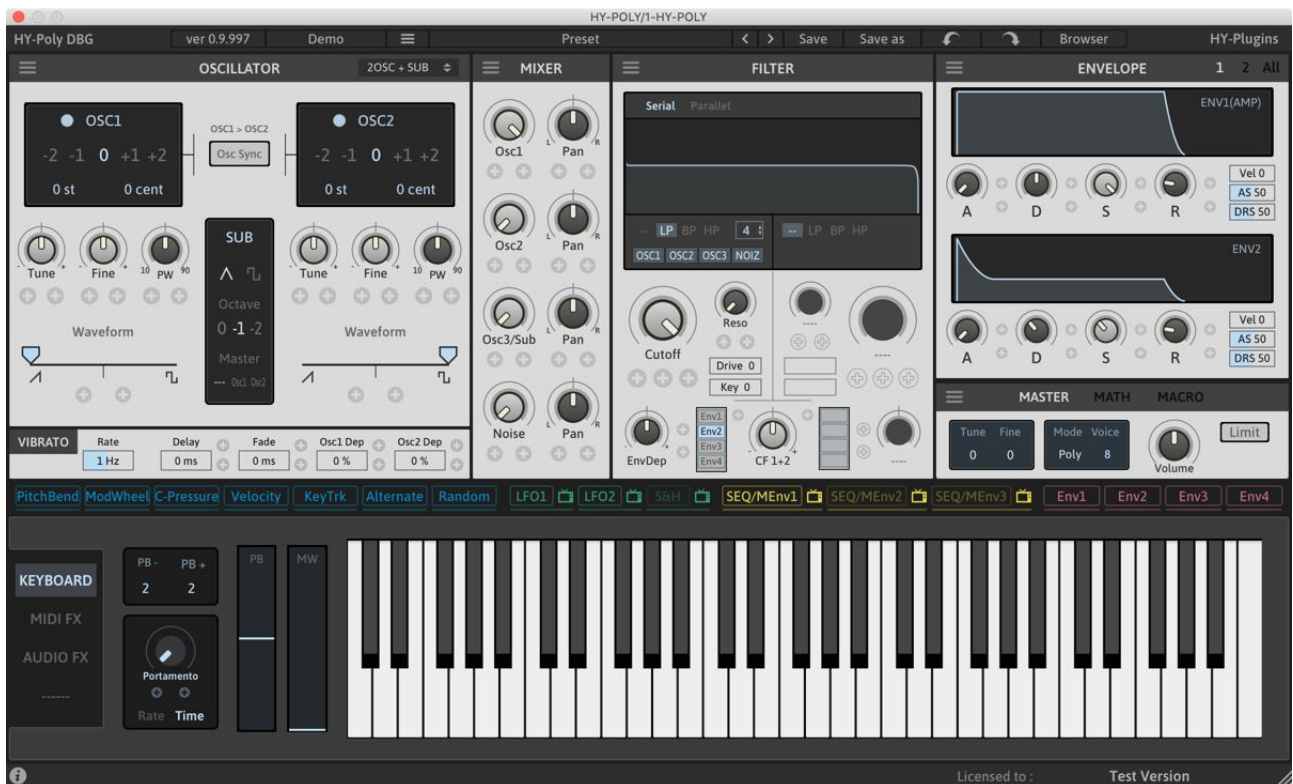 HY-POLY/1-HY-POLY
HY-Poly DBG ver 0.9.997 Demo Preset < > Save Save as Browser HY-Plugins
OSCILLATOR 2OSC + SUB MIXER FILTER ENVELOPE 1 2 All
OSC1
-2 -1 0 +1 +2
0 st 0 cent
OSC1 > OSC2
Osc Sync
OSC2
-2 -1 0 +1 +2
0 st 0 cent
- Tune + - Fine + 10 PW 90
SUB
Octave
0 -1 -2
Master
--- Osc1 Osc2
- Tune + - Fine + 10 PW 90
Waveform
Waveform
VIBRATO
Rate Delay Fade Osc1 Dep Osc2 Dep
1 Hz 0 ms 0 ms 0 % 0 %
Osc1 L Pan R
Osc2 L Pan R
Osc3/Sub L Pan R
Noise L Pan R
Serial Parallel
-- LP BP HP 4 -- LP BP HP
OSC1 OSC2 OSC3 NOIZ
Cutoff
Reso
Drive 0
Key 0
----
----
EnvDep
Env1
Env2
Env3
Env4
- CF 1+2 +
----
ENV1(AMP)
A D S R
Vel 0
AS 50
DRS 50
ENV2
A D S R
Vel 0
AS 50
DRS 50
MASTER MATH MACRO
Tune Fine
0 0
Mode Voice
Poly 8
Volume
Limit
PitchBend ModWheel C-Pressure Velocity KeyTrk Alternate Random LFO1 LFO2 S&H SEQ/MEnv1 SEQ/MEnv2 SEQ/MEnv3 Env1 Env2 Env3 Env4
KEYBOARD
MIDI FX
AUDIO FX
------
PB - PB +
2 2
Portamento
Rate Time
PB MW
Licensed to : Test Version